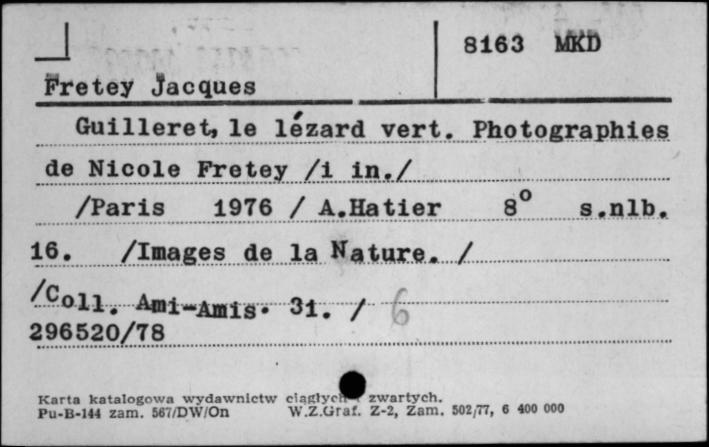 8163 MKD
Fretey Jacques
Guilleret, le lézard vert. Photographies
de Nicole Fretey /i in./
/Paris 1976 / A.Hatier 8° s.nlb.
16. /Images de la Nature. /
/Coll. Ami-Amis. 31. / 6
296520/78
Karta katalogowa wydawnictw ciągłych i zwartych.
Pu-B-144 zam. 567/DW/On W.Z.Graf. Z-2, Zam. 502/77, 6 400 000